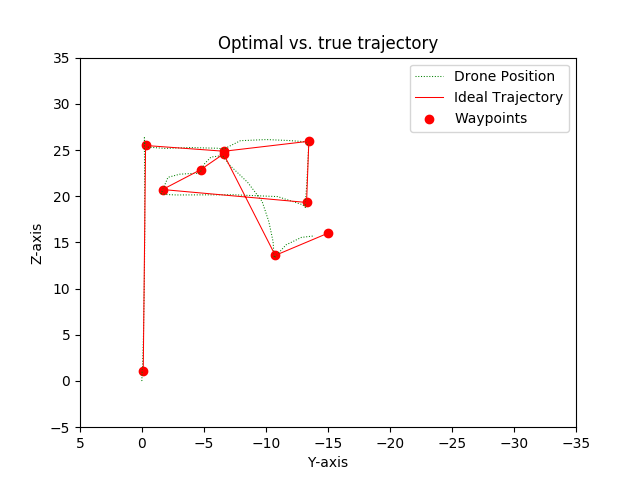 Optimal vs. true trajectory
Drone Position
Ideal Trajectory
Waypoints
35
30
25
20
15
10
5
0
−5
Z-axis
5 0 −5 −10 −15 −20 −25 −30 −35
Y-axis